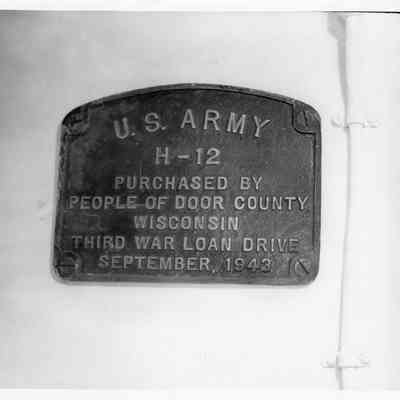 U.S. ARMY
H-12
PURCHASED BY
PEOPLE OF DOOR COUNTY
WISCONSIN
THIRD WAR LOAN DRIVE
SEPTEMBER, 1943